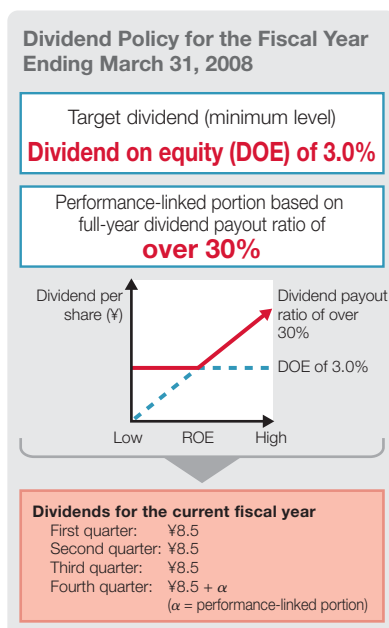 Dividend Policy for the Fiscal Year
Ending March 31, 2008
Target dividend (minimum level)
Dividend on equity (DOE) of 3.0%
Performance-linked portion based on
full-year dividend payout ratio of
over 30%
Dividend per
share (¥)
Dividend payout
ratio of over
30%
DOE of 3.0%
Low ROE High
Dividends for the current fiscal year
First quarter: ¥8.5
Second quarter: ¥8.5
Third quarter: ¥8.5
Fourth quarter: ¥8.5 + α
(α = performance-linked portion)